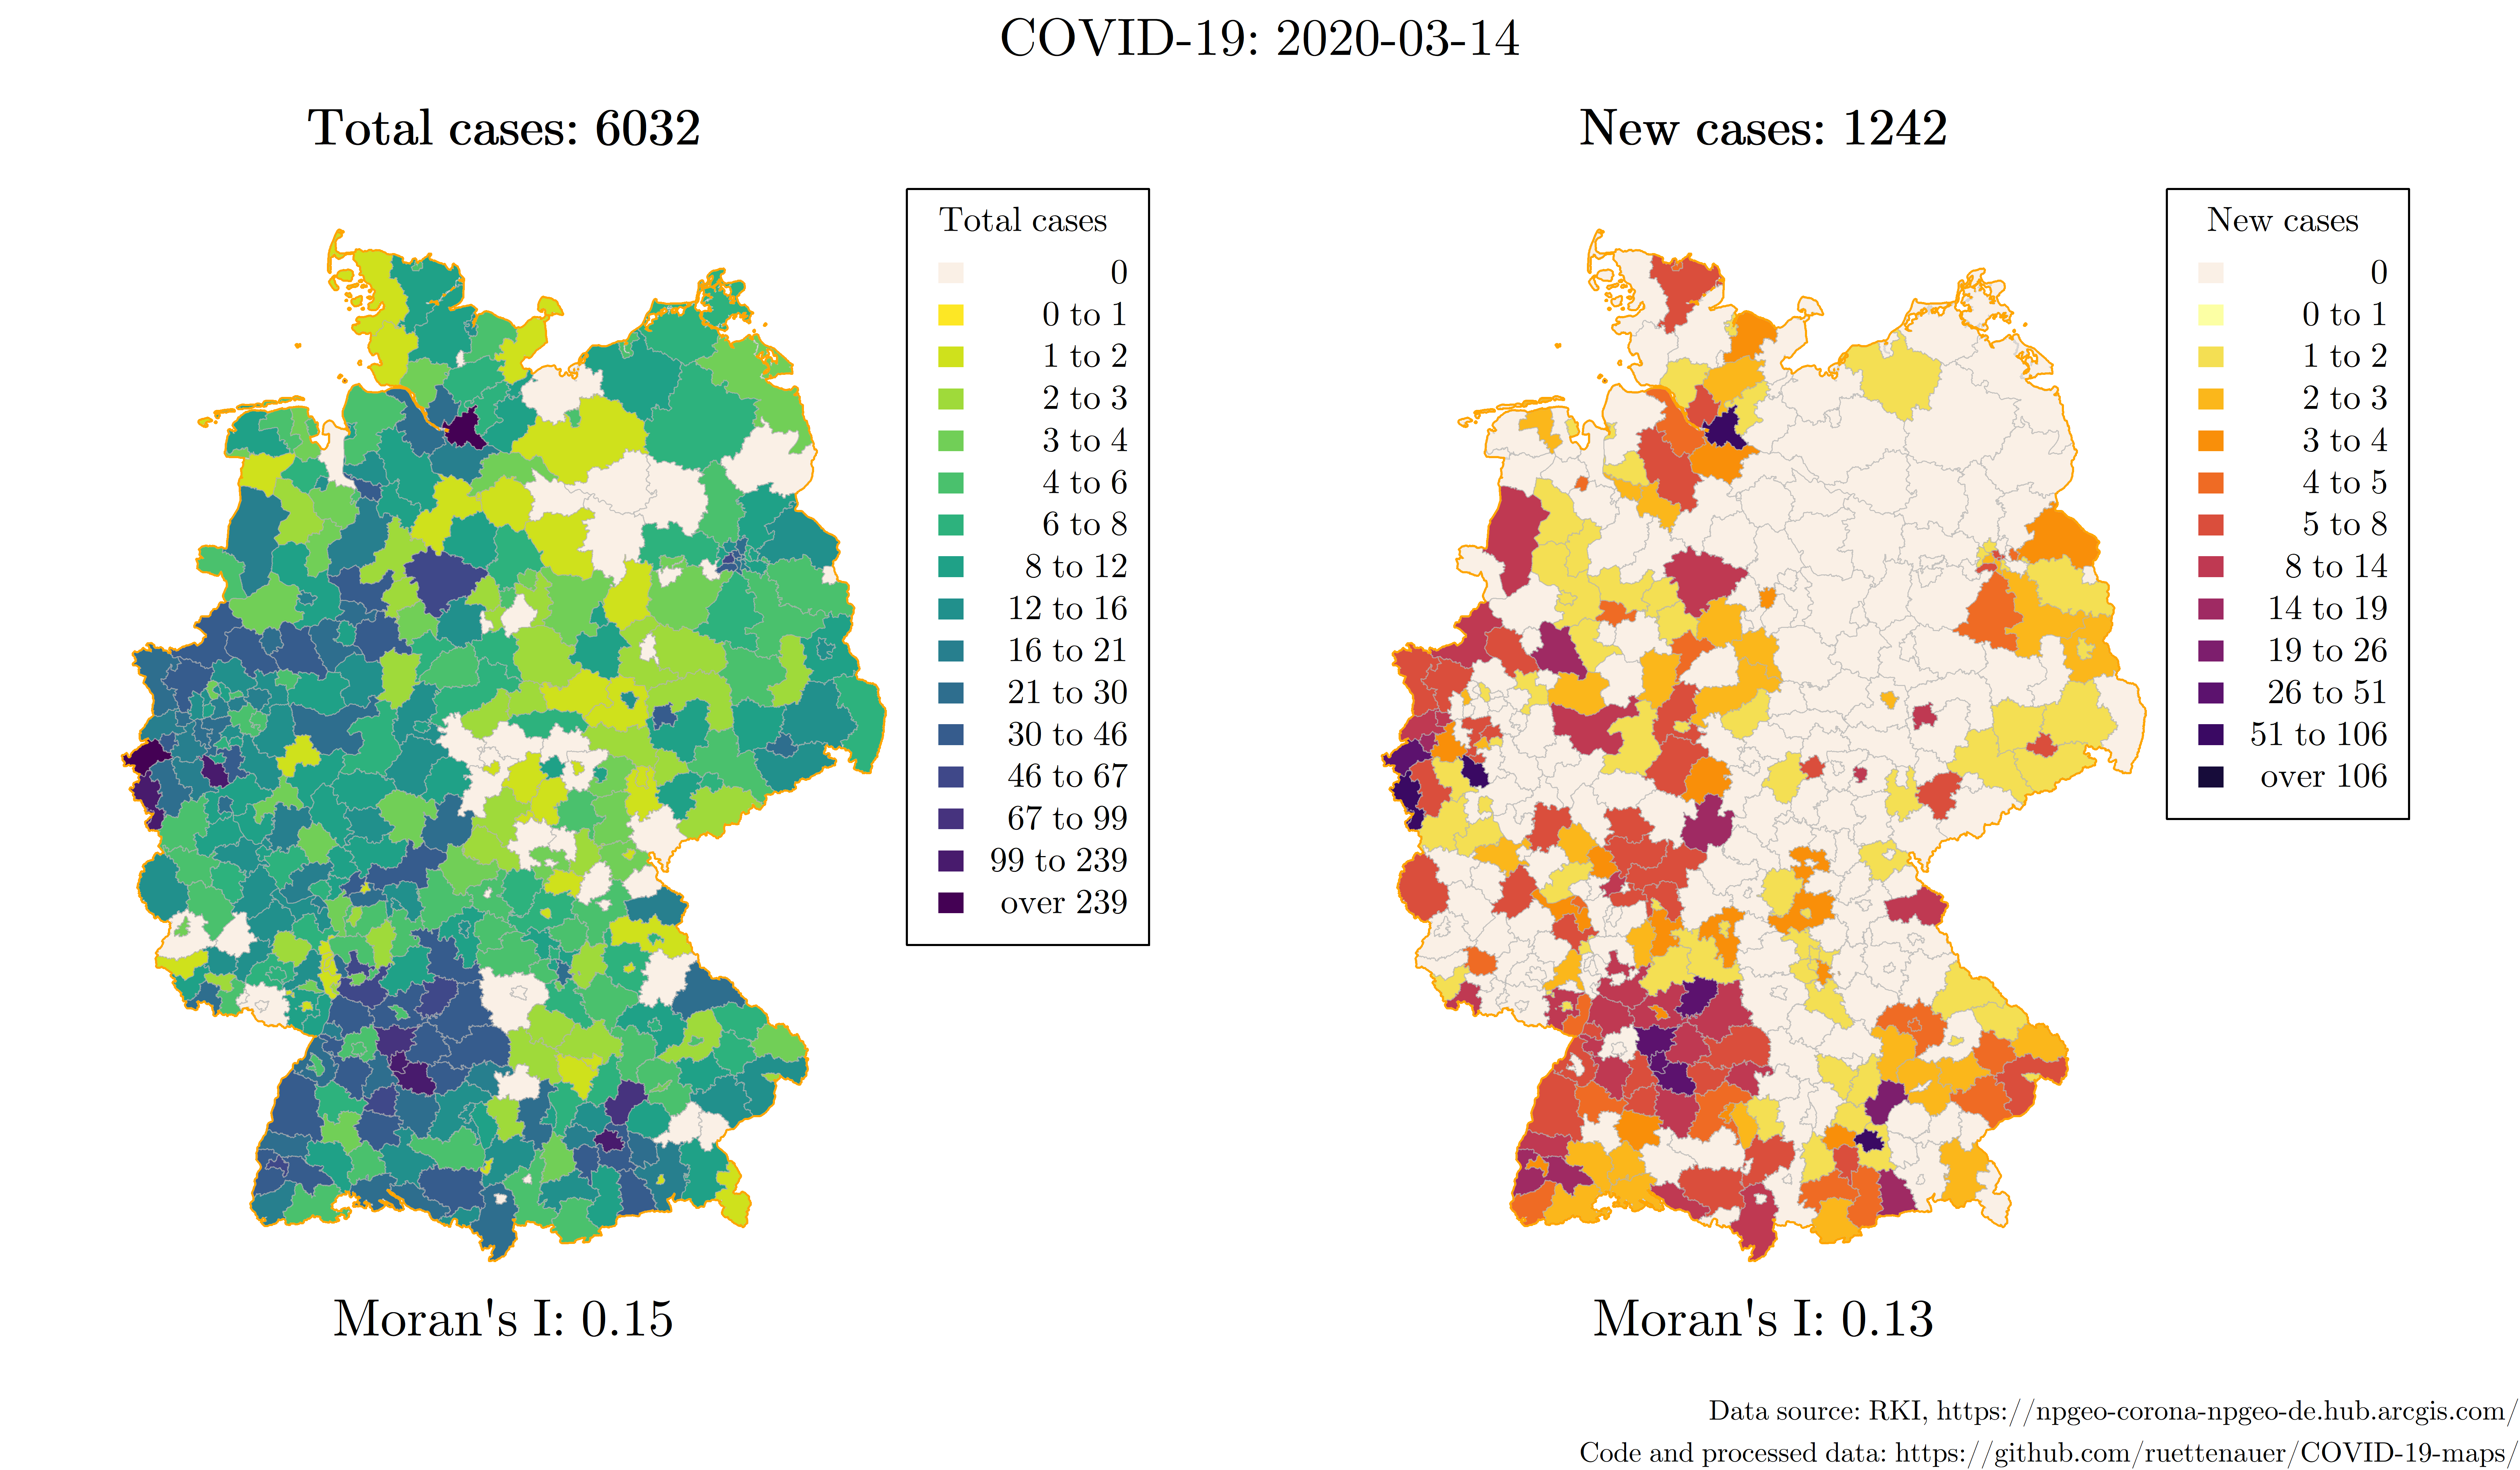 COVID-19: 2020-03-14
Total cases: 6032
Total cases
0
0 to 1
1 to 2
2 to 3
3 to 4
4 to 6
6 to 8
8 to 12
12 to 16
16 to 21
21 to 30
30 to 46
46 to 67
67 to 99
99 to 239
over 239
Moran's I: 0.15
New cases: 1242
New cases
0
0 to 1
1 to 2
2 to 3
3 to 4
4 to 5
5 to 8
8 to 14
14 to 19
19 to 26
26 to 51
51 to 106
over 106
Moran's I: 0.13
Data source: RKI, https://npgeo-corona-npgeo-de.hub.arcgis.com/
Code and processed data: https://github.com/ruettenauer/COVID-19-maps/